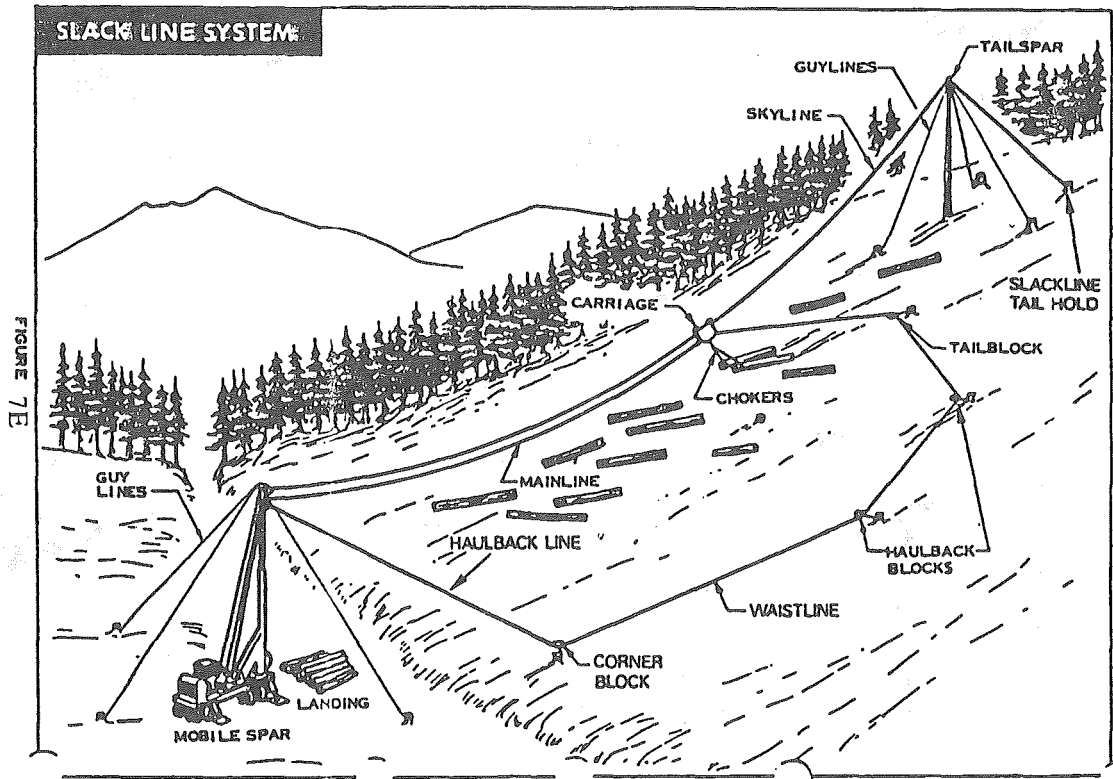 SLACK LINE SYSTEM
TAILSPAR
GUYLINES
SKYLINE
SLACKLINE
TAIL HOLD
CARRIAGE
TAILBLOCK
CHOKERS
GUY
LINES
MAINLINE
HAULBACK LINE
HAULBACK
BLOCKS
WAISTLINE
CORNER
BLOCK
LANDING
MOBILE SPAR
FIGURE 7E